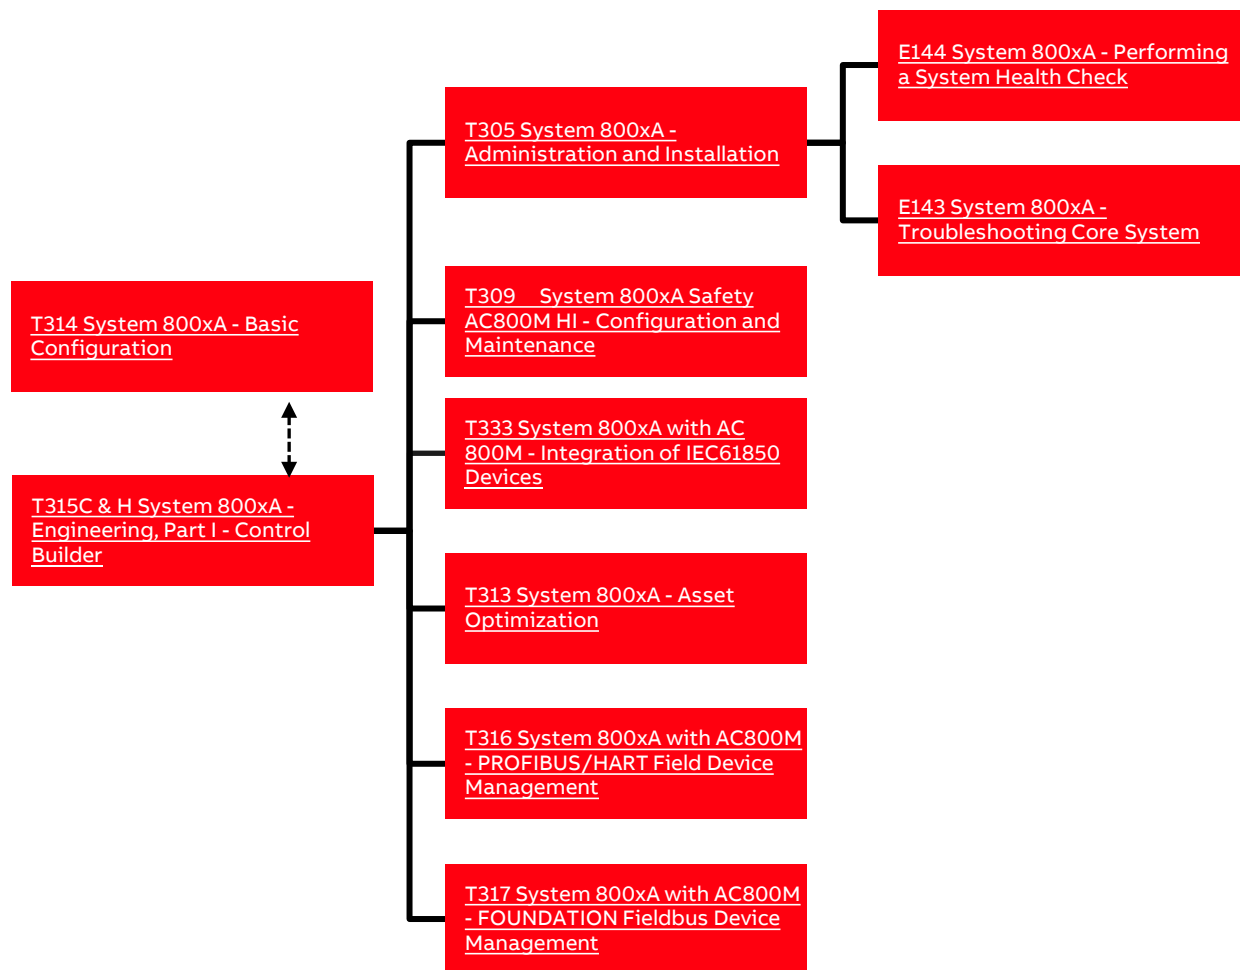 T314 System 800xA - Basic
Configuration
T315C & H System 800xA -
Engineering, Part I - Control
Builder
T305 System 800xA -
Administration and Installation
T309 System 800xA Safety
AC800M HI - Configuration and
Maintenance
T333 System 800xA with AC
800M - Integration of IEC61850
Devices
T313 System 800xA - Asset
Optimization
T316 System 800xA with AC800M
- PROFIBUS/HART Field Device
Management
T317 System 800xA with AC800M
- FOUNDATION Fieldbus Device
Management
E144 System 800xA - Performing
a System Health Check
E143 System 800xA -
Troubleshooting Core System